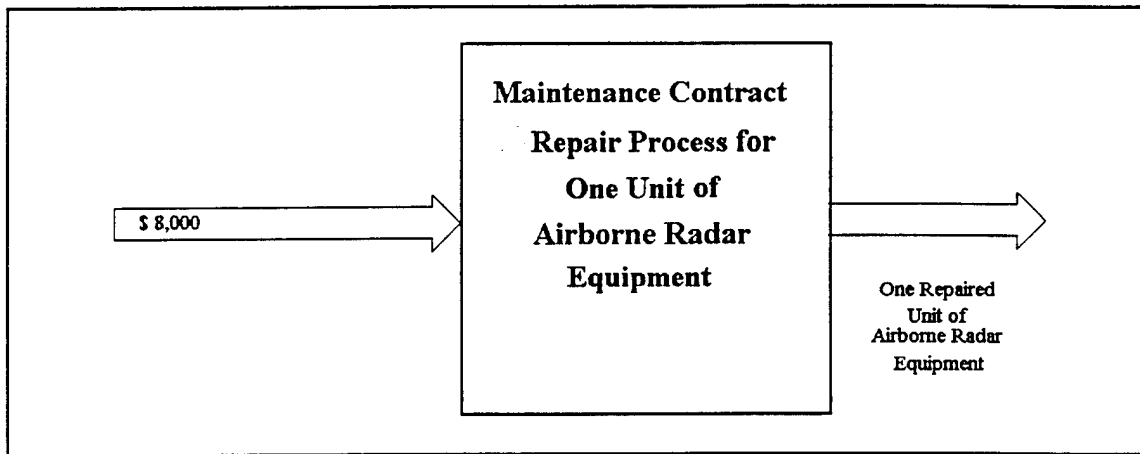 Maintenance Contract
Repair Process for
One Unit of
Airborne Radar
Equipment
$ 8,000
One Repaired
Unit of
Airborne Radar
Equipment